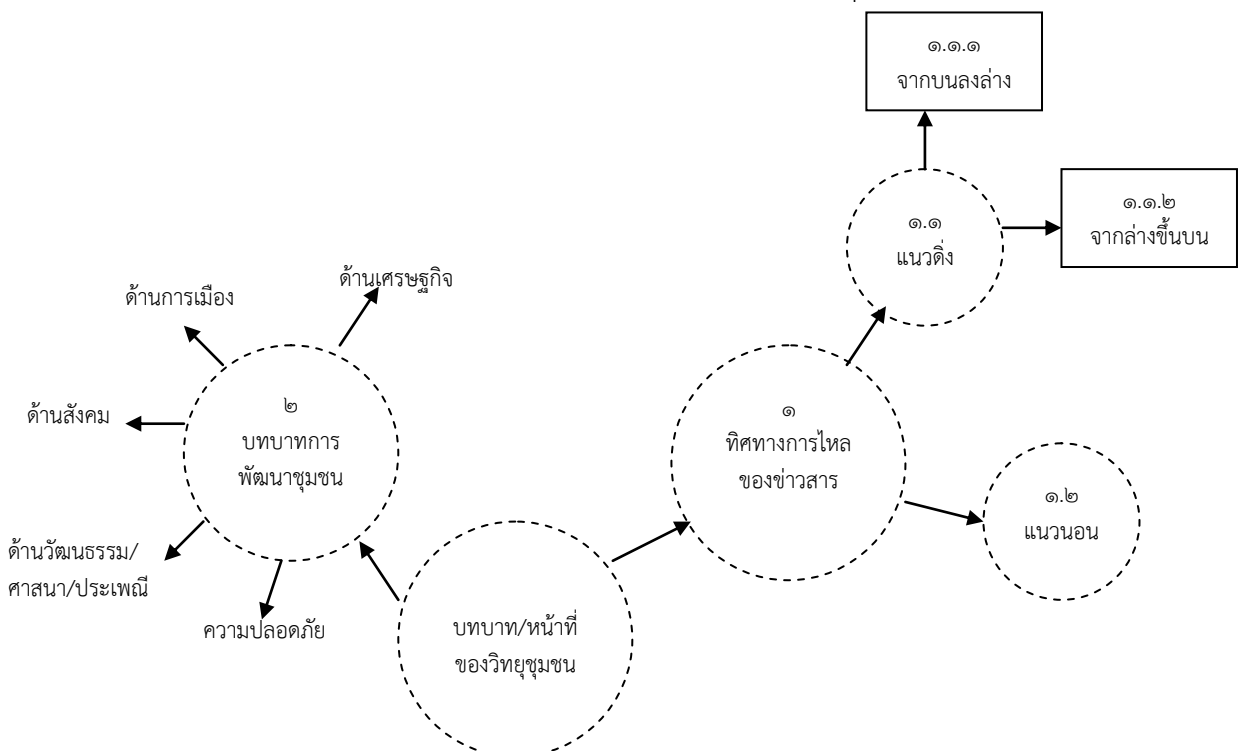 ๑.๑.๑
จากบนลงล่าง
๑.๑.๒
จากล่างขึ้นบน
๑.๑
แนวดิ่ง
ด้านเศรษฐกิจ
ด้านการเมือง
ด้านสังคม
๒
บทบาทการ
พัฒนาชุมชน
๑
ทิศทางการไหล
ของข่าวสาร
๑.๒
แนวนอน
ด้านวัฒนธรรม/
ศาสนา/ประเพณี
ความปลอดภัย
บทบาท/หน้าที่
ของวิทยุชุมชน